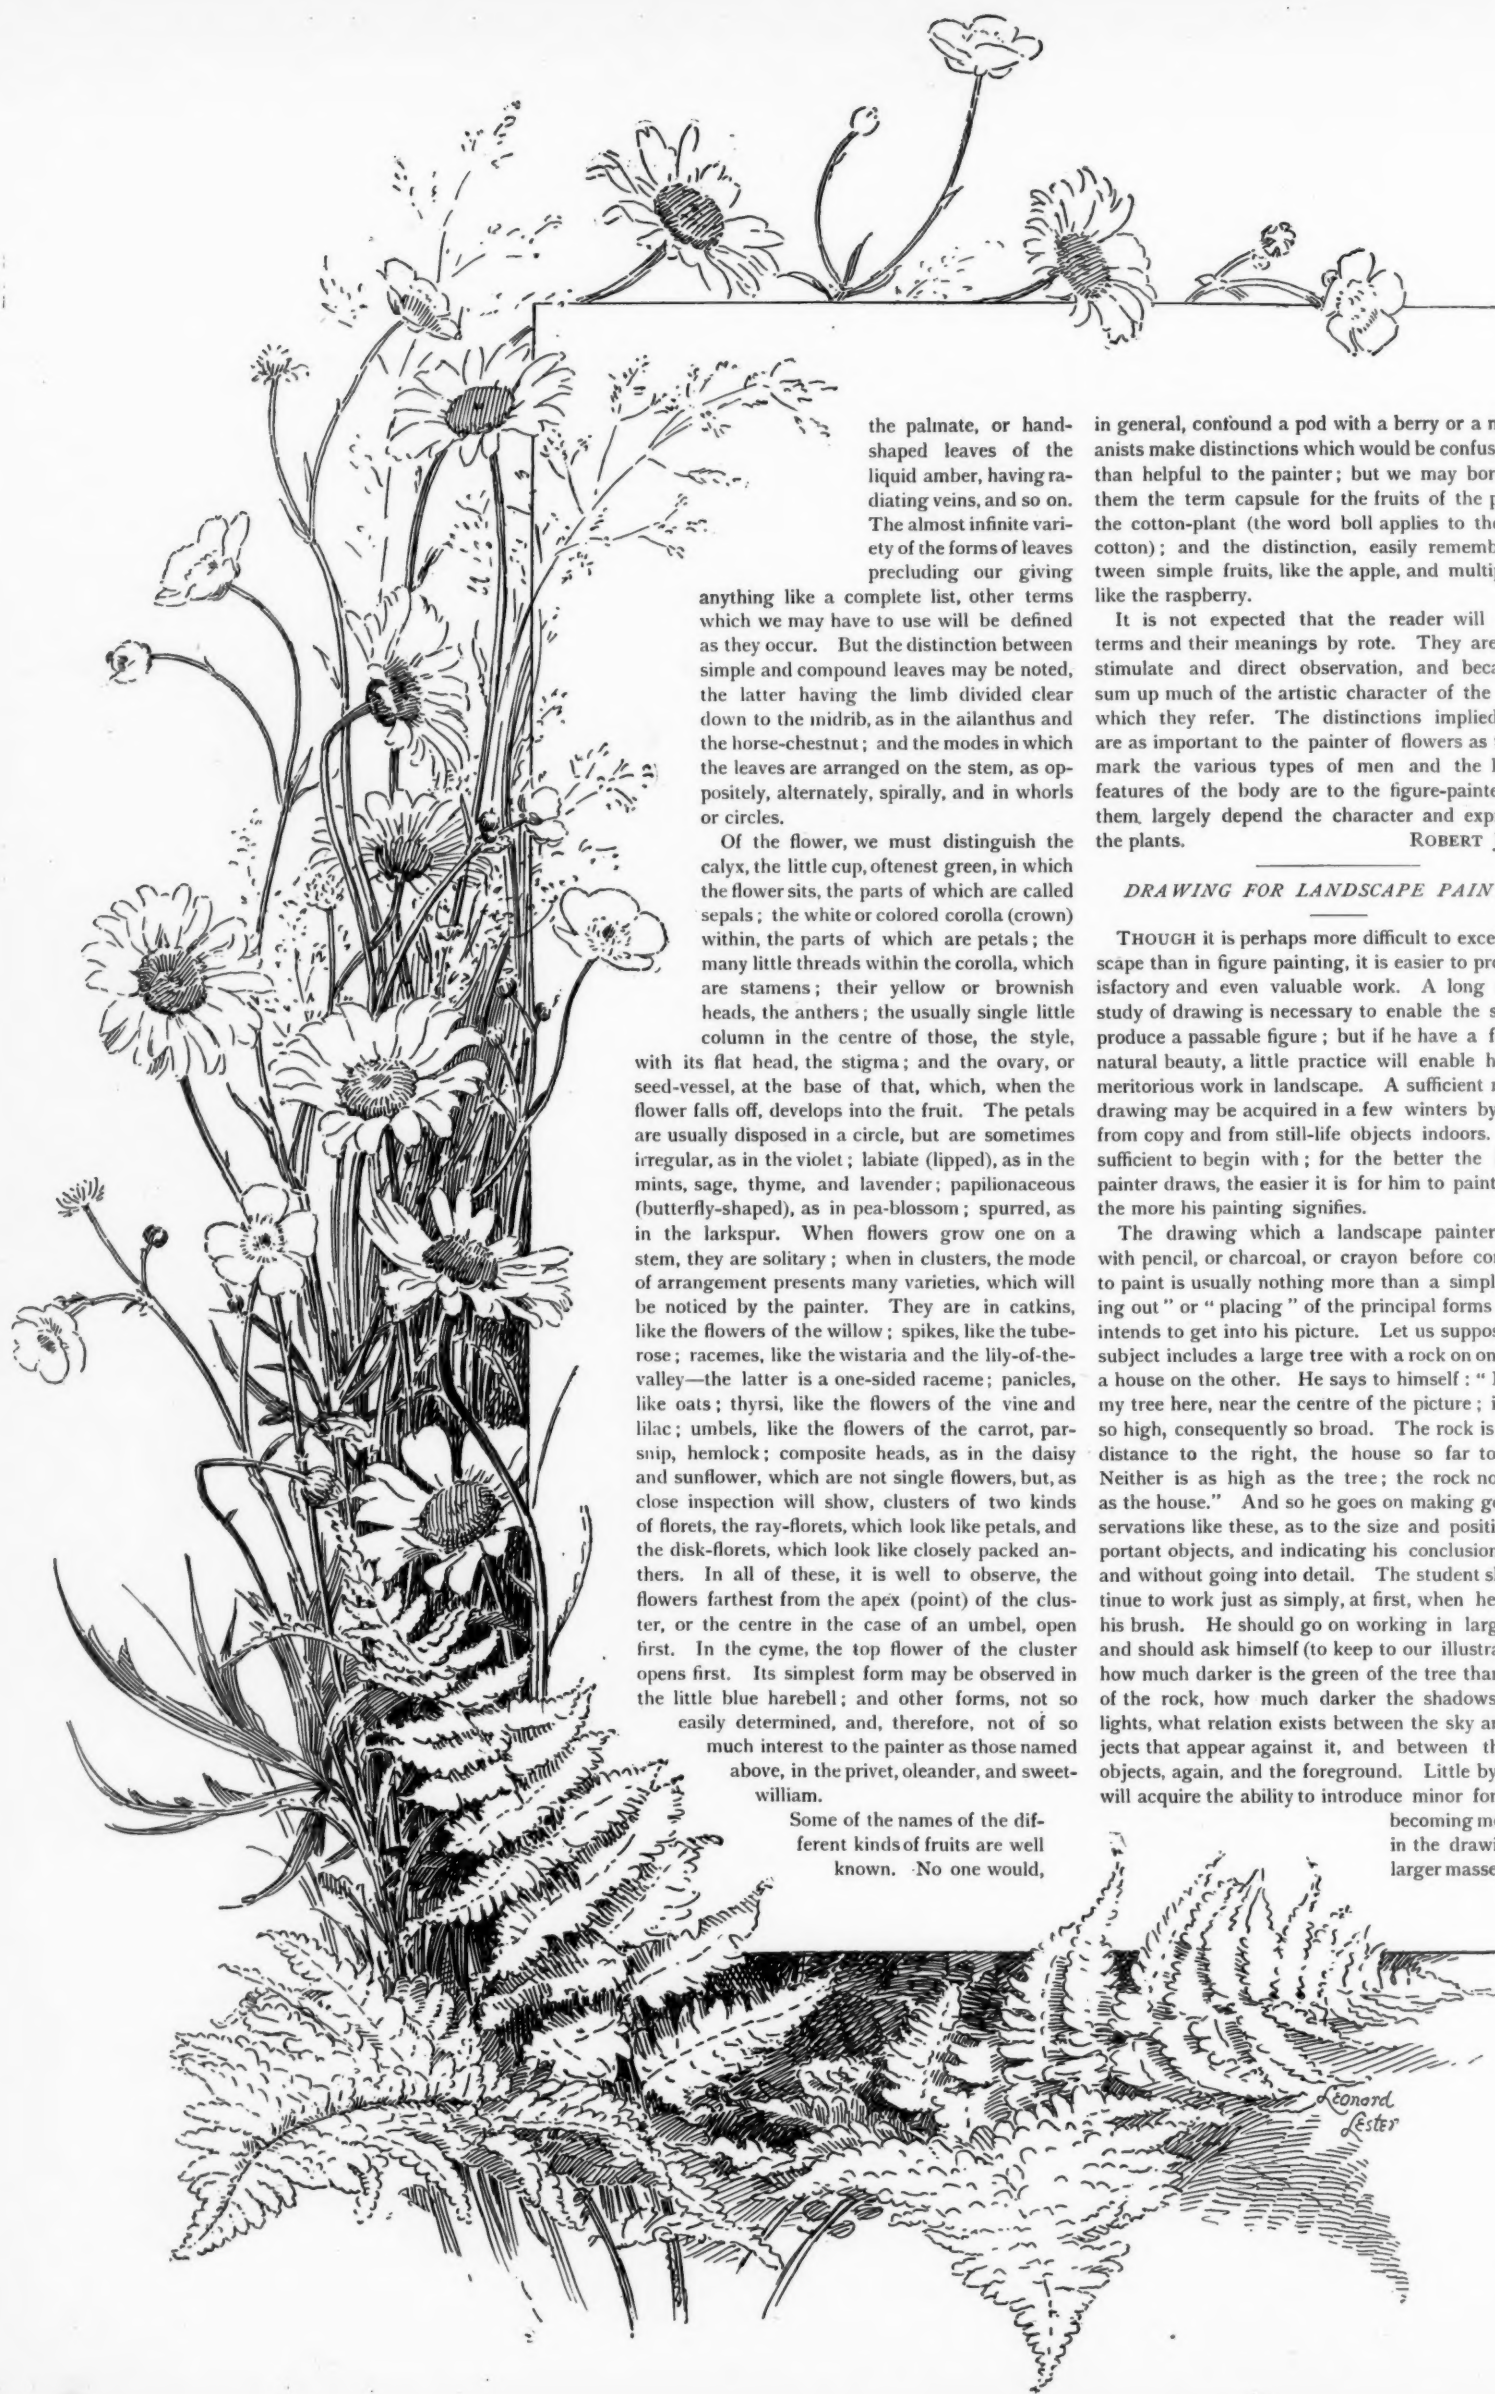 the palmate, or hand-
shaped leaves of the
liquid amber, having ra-
diating veins, and so on.
The almost infinite vari-
ety of the forms of leaves
precluding our giving
anything like a complete list, other terms
which we may have to use will be defined
as they occur. But the distinction between
simple and compound leaves may be noted,
the latter having the limb divided clear
down to the midrib, as in the ailanthus and
the horse-chestnut; and the modes in which
the leaves are arranged on the stem, as op-
positely, alternately, spirally, and in whorls
or circles.
Of the flower, we must distinguish the
calyx, the little cup, oftenest green, in which
the flower sits, the parts of which are called
sepals; the white or colored corolla (crown)
within, the parts of which are petals; the
many little threads within the corolla, which
are stamens; their yellow or brownish
heads, the anthers; the usually single little
column in the centre of those, the style,
with its flat head, the stigma; and the ovary, or
seed-vessel, at the base of that, which, when the
flower falls off, develops into the fruit. The petals
are usually disposed in a circle, but are sometimes
irregular, as in the violet; labiate (lipped), as in the
mints, sage, thyme, and lavender; papilionaceous
(butterfly-shaped), as in pea-blossom; spurred, as
in the larkspur. When flowers grow one on a
stem, they are solitary; when in clusters, the mode
of arrangement presents many varieties, which will
be noticed by the painter. They are in catkins,
like the flowers of the willow; spikes, like the tube-
rose; racemes, like the wistaria and the lily-of-the-
valley—the latter is a one-sided raceme; panicles,
like oats; thyrsi, like the flowers of the vine and
lilac; umbels, like the flowers of the carrot, par-
snip, hemlock; composite heads, as in the daisy
and sunflower, which are not single flowers, but, as
close inspection will show, clusters of two kinds
of florets, the ray-florets, which look like petals, and
the disk-florets, which look like closely packed an-
thers. In all of these, it is well to observe, the
flowers farthest from the apex (point) of the clus-
ter, or the centre in the case of an umbel, open
first. In the cyme, the top flower of the cluster
opens first. Its simplest form may be observed in
the little blue harebell; and other forms, not so
easily determined, and, therefore, not of so
much interest to the painter as those named
above, in the privet, oleander, and sweet-
william.
Some of the names of the dif-
ferent kinds of fruits are well
known. No one would,
in general, confound a pod with a berry or a
anists make distinctions which would be confus
than helpful to the painter; but we may bor
them the term capsule for the fruits of the
the cotton-plant (the word boll applies to the
cotton); and the distinction, easily rememb
tween simple fruits, like the apple, and multip
like the raspberry.
It is not expected that the reader will
terms and their meanings by rote. They are
stimulate and direct observation, and beca
sum up much of the artistic character of the
which they refer. The distinctions implied
are as important to the painter of flowers as
mark the various types of men and the
features of the body are to the figure-painte
them, largely depend the character and exp
the plants. ROBERT
DRAWING FOR LANDSCAPE PAIN
THOUGH it is perhaps more difficult to exce
scape than in figure painting, it is easier to pro
isfactory and even valuable work. A long
study of drawing is necessary to enable the s
produce a passable figure; but if he have a f
natural beauty, a little practice will enable h
meritorious work in landscape. A sufficient
drawing may be acquired in a few winters by
from copy and from still-life objects indoors.
sufficient to begin with; for the better the
painter draws, the easier it is for him to paint
the more his painting signifies.
The drawing which a landscape painter
with pencil, or charcoal, or crayon before co
to paint is usually nothing more than a simpl
ing out" or "placing" of the principal forms
intends to get into his picture. Let us suppos
subject includes a large tree with a rock on on
a house on the other. He says to himself: "
my tree here, near the centre of the picture; i
so high, consequently so broad. The rock is
distance to the right, the house so far to
Neither is as high as the tree; the rock no
as the house." And so he goes on making ge
servations like these, as to the size and positi
portant objects, and indicating his conclusion
and without going into detail. The student s
tinue to work just as simply, at first, when he
his brush. He should go on working in larg
and should ask himself (to keep to our illustra
how much darker is the green of the tree than
of the rock, how much darker the shadows
lights, what relation exists between the sky an
jects that appear against it, and between th
objects, again, and the foreground. Little by
will acquire the ability to introduce minor for
becoming mo
in the drawi
larger masse
Leonard
Lester